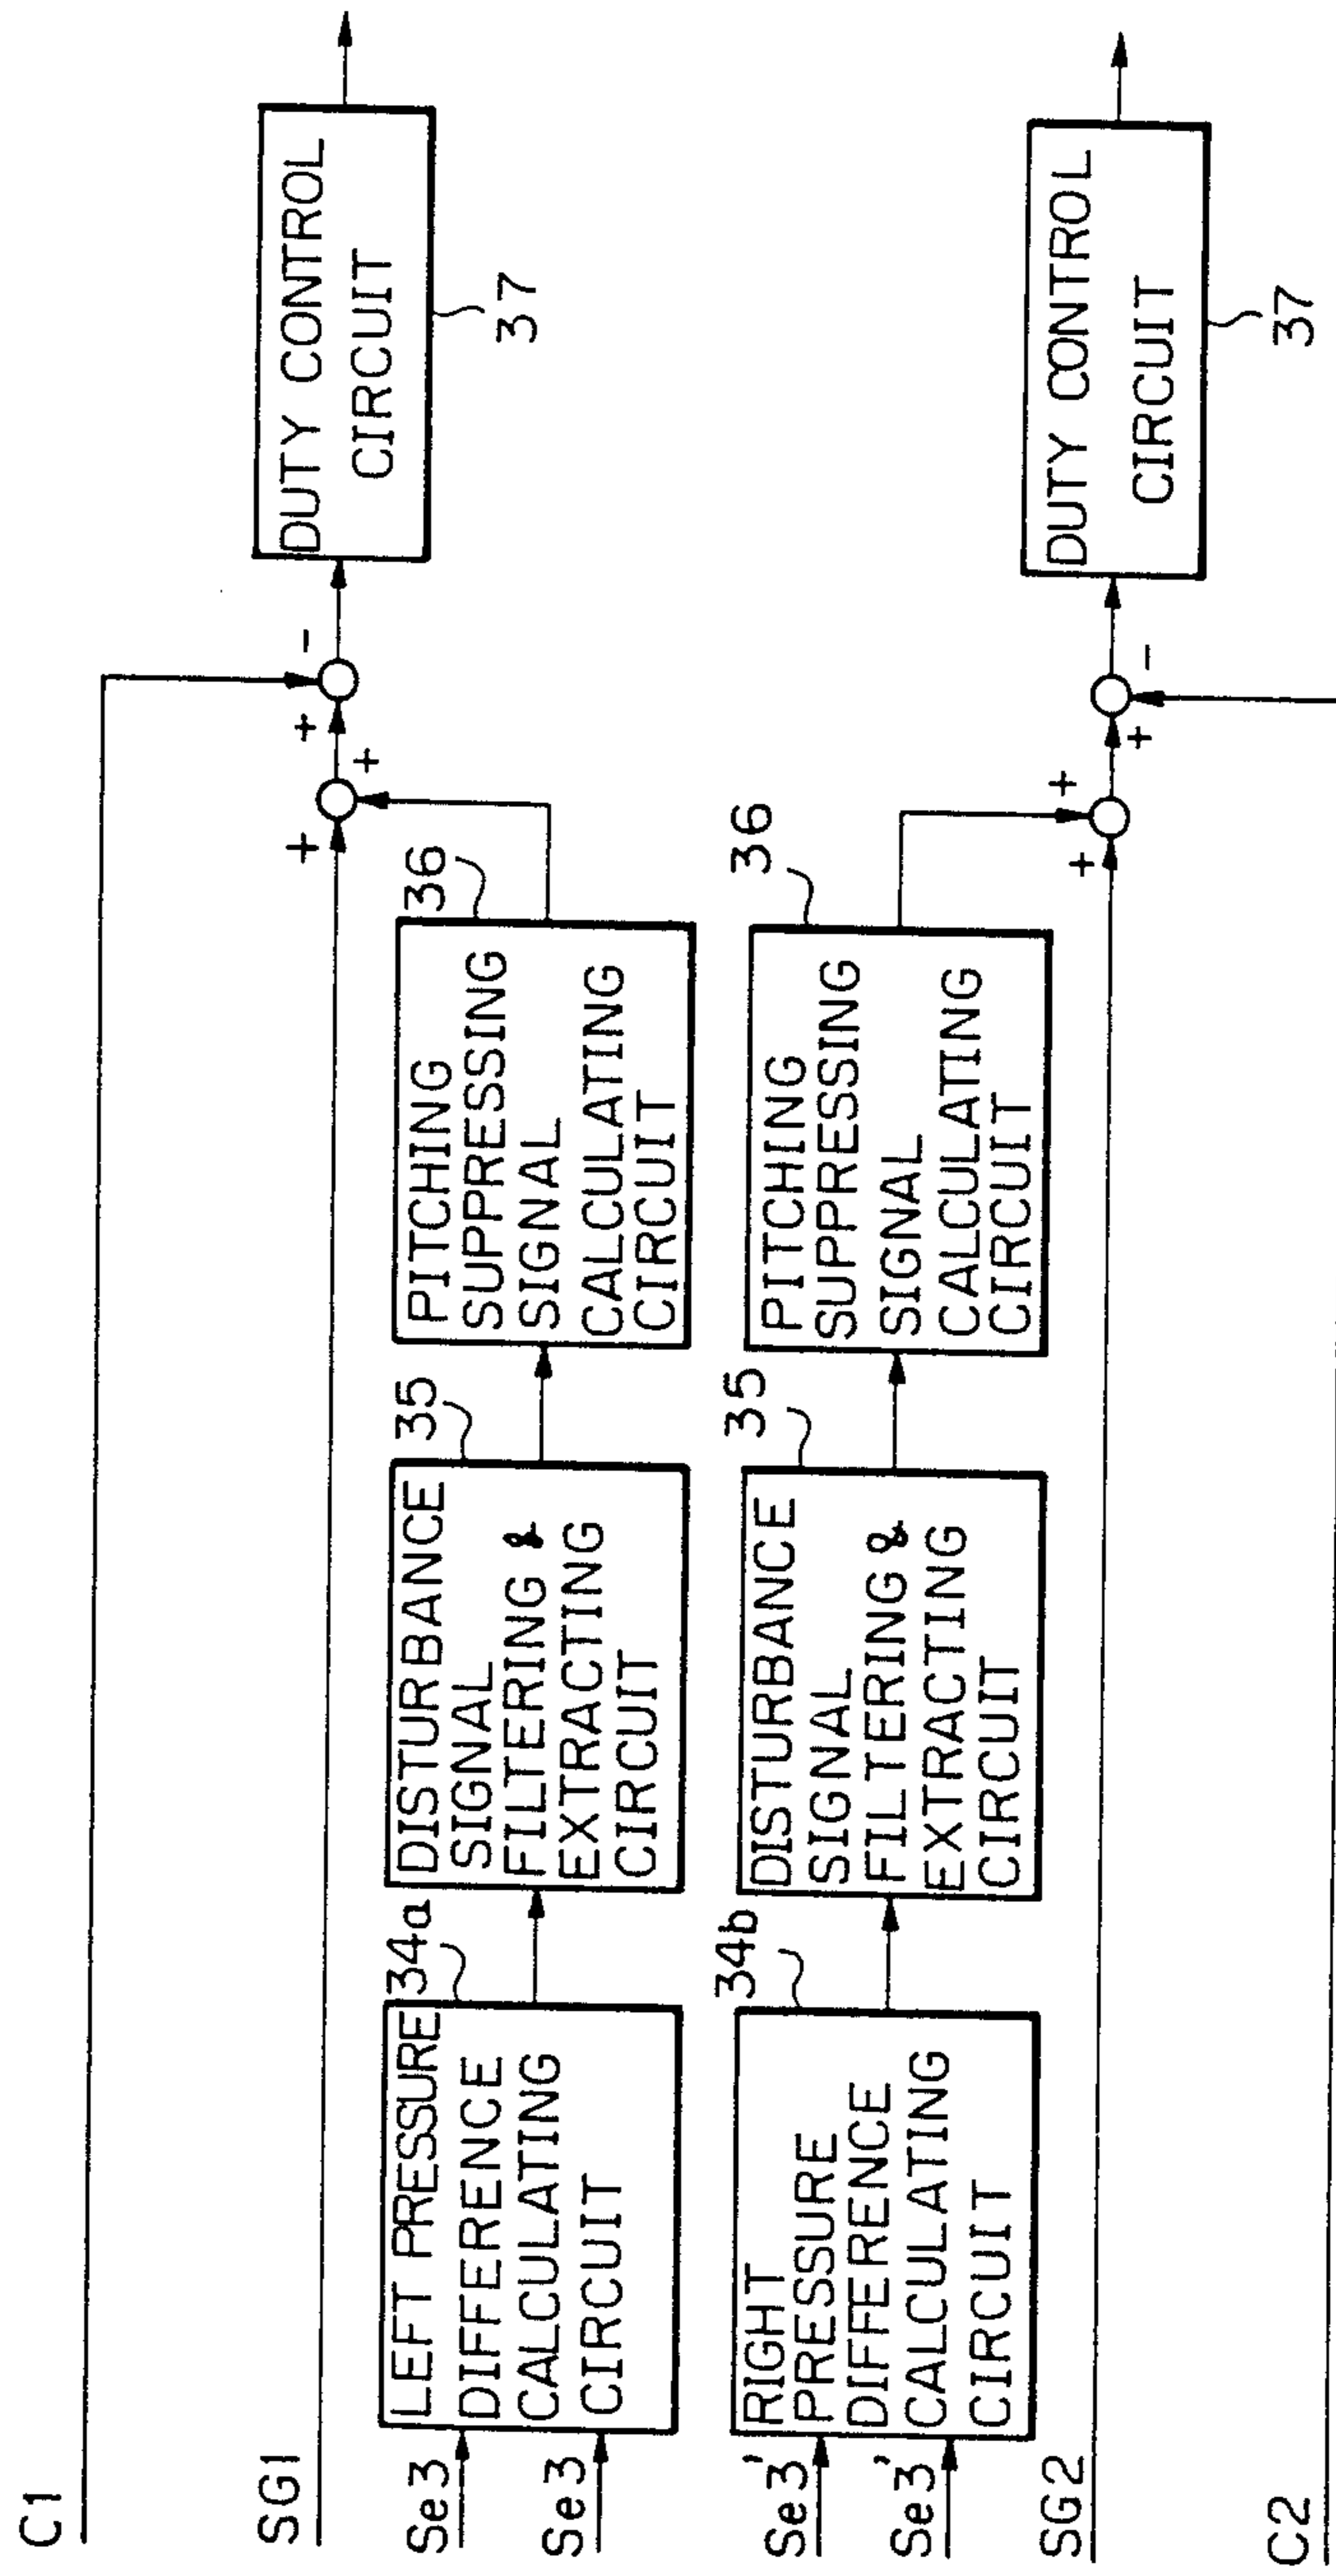 C1
SG1
Se3
Se3
LEFT PRESSURE
DIFFERENCE
CALCULATING
CIRCUIT
34a
DISTURBANCE
SIGNAL
FILTERING &
EXTRACTING
CIRCUIT
35
PITCHING
SUPPRESSING
SIGNAL
CALCULATING
CIRCUIT
36
+
+
+
-
DUTY CONTROL
CIRCUIT
37
Se3'
Se3'
RIGHT
PRESSURE
DIFFERENCE
CALCULATING
CIRCUIT
34b
DISTURBANCE
SIGNAL
FILTERING &
EXTRACTING
CIRCUIT
35
PITCHING
SUPPRESSING
SIGNAL
CALCULATING
CIRCUIT
36
SG2
C2
+
+
+
-
DUTY CONTROL
CIRCUIT
37